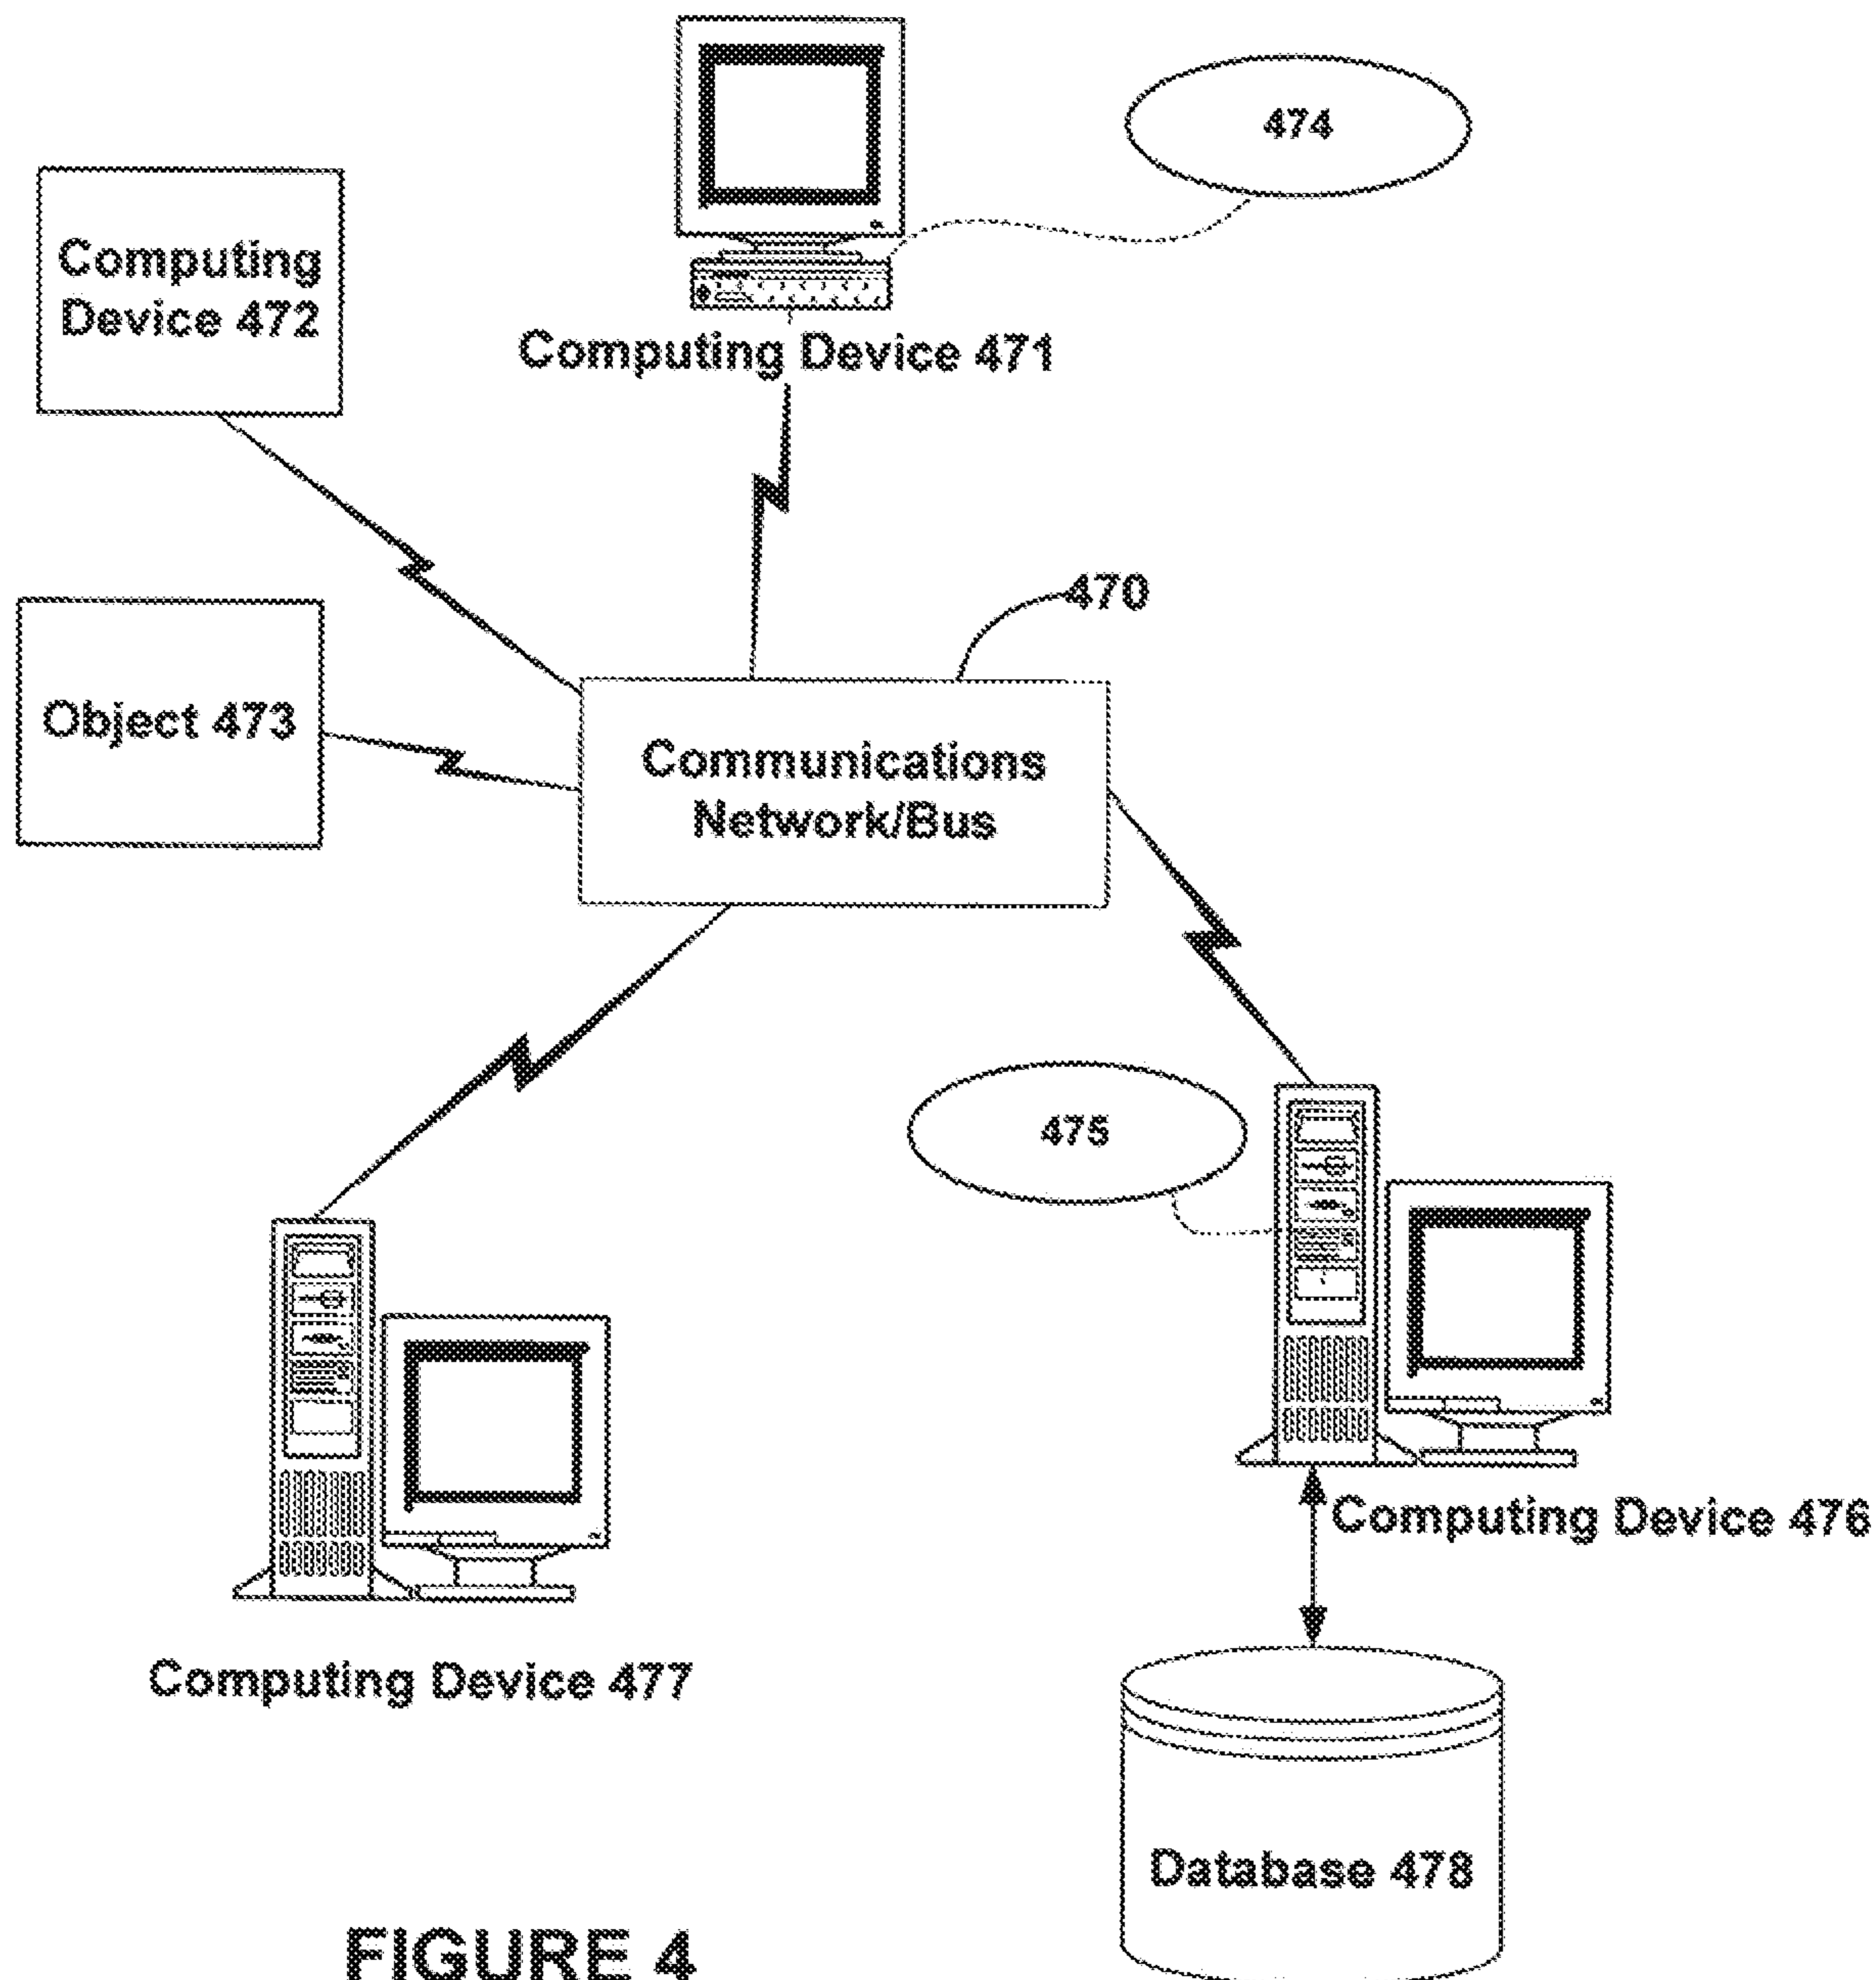 474
Computing
Device 472
Computing Device 471
470
Object 473
Communications
Network/Bus
475
Computing Device 476
Computing Device 477
Database 478
FIGURE 4